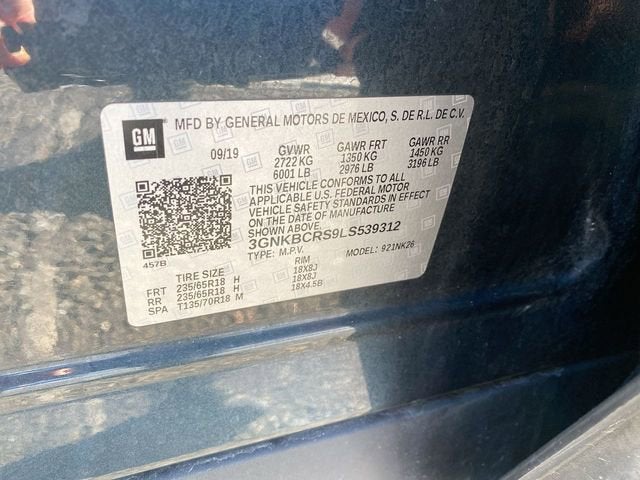 GM MFD BY GENERAL MOTORS DE MEXICO, S. DE R.L. DE C.V.
09/19 GVWR GAWR FRT GAWR RR
2722 KG 1350 KG 1450 KG
6001 LB 2976 LB 3196 LB
THIS VEHICLE CONFORMS TO ALL
APPLICABLE U.S. FEDERAL MOTOR
VEHICLE SAFETY STANDARDS IN EFFECT
ON THE DATE OF MANUFACTURE
SHOWN ABOVE.
3GNKBCRS9LS539312
457B TYPE: M.P.V. MODEL: 921NK26
TIRE SIZE RIM
FRT 235/65R18 H 18X8J
RR 235/65R18 H 18X8J
SPA T135/70R18 M 18X4.5B